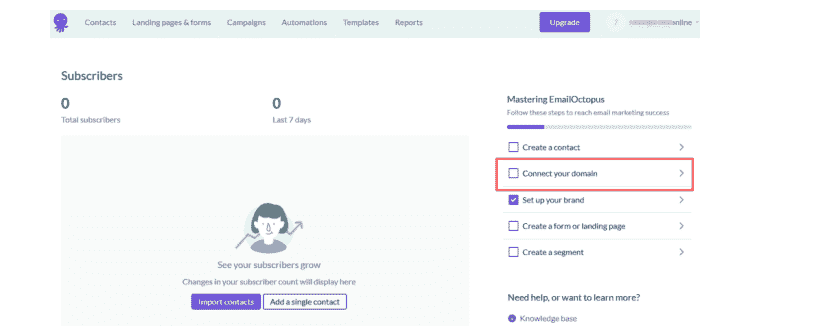 Contacts Landing pages & forms Campaigns Automations Templates Reports Upgrade
Subscribers
0
Total subscribers
0
Last 7 days
See your subscribers grow
Changes in your subscriber count will display here
Import contacts Add a single contact
Mastering EmailOctopus
Follow these steps to reach email marketing success
Create a contact
Connect your domain
Set up your brand
Create a form or landing page
Create a segment
Need help, or want to learn more?
Knowledge base